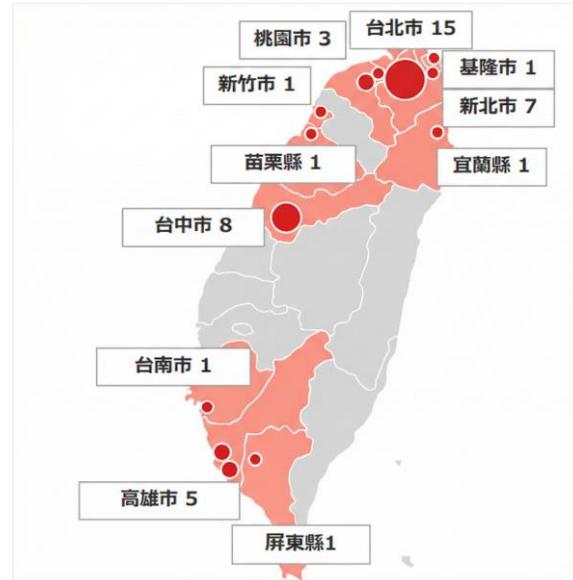 台北市 15
桃園市 3
基隆市 1
新竹市 1
新北市 7
苗栗縣 1
宜蘭縣 1
台中市 8
台南市 1
高雄市 5
屏東縣1